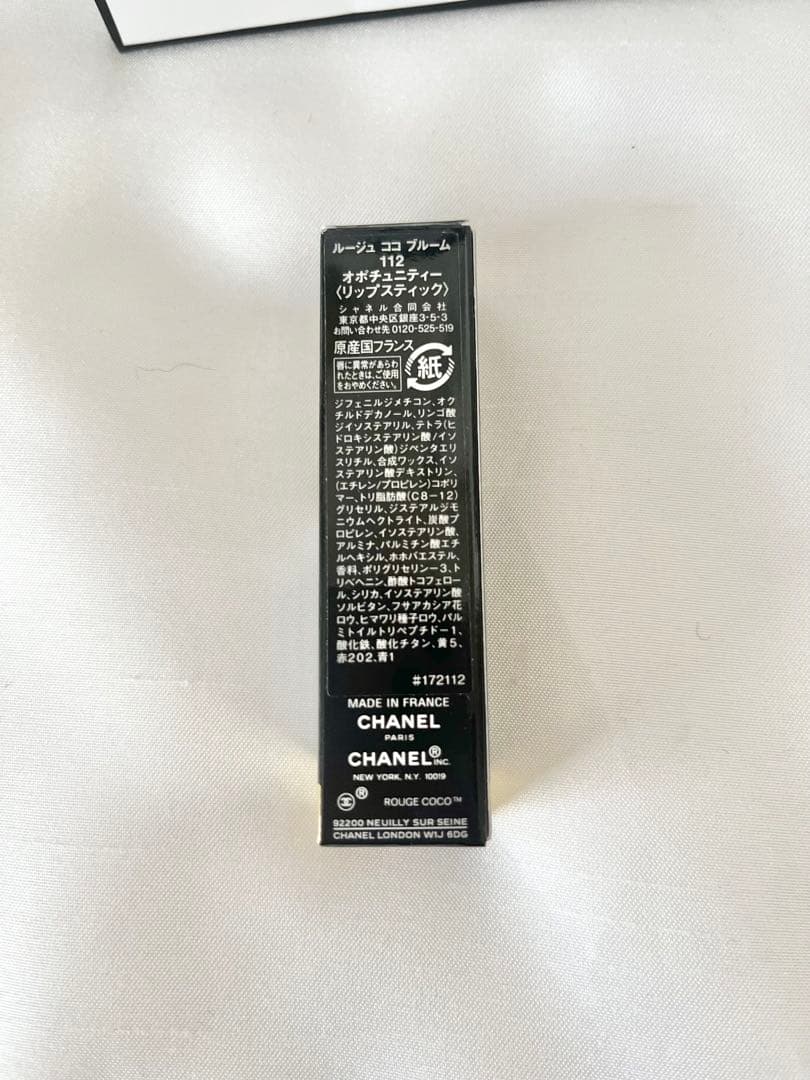 ルージュ ココ ブルーム
112
オポチュニティー
〈リップスティック〉
シャネル合同会社
東京都中央区銀座3-5-3
お問い合わせ先 0120-525-519
原産国フランス
唇に異常があらわ
れたときは、ご使用
をおやめください。
紙
ジフェニルジメチコン、オク
チルドデカノール、リンゴ酸
ジイソステアリル、テトラ(ヒ
ドロキシステアリン酸/イソ
ステアリン酸)ジペンタエリ
スリチル、合成ワックス、イソ
ステアリン酸デキストリン、
(エチレン/プロピレン)コポリ
マー、トリ脂肪酸(C8-12)
グリセリル、ジステアルジモ
ニウムヘクトライト、炭酸プ
ロピレン、イソステアリン酸、
アルミナ、パルミチン酸エチ
ルヘキシル、ホホバエステル、
香料、ポリグリセリン-3、ト
リベヘニン、酢酸トコフェロー
ル、シリカ、イソステアリン酸
ソルビタン、フサアカシア花
ロウ、ヒマワリ種子ロウ、パル
ミトイルトリペプチド-1、
酸化鉄、酸化チタン、黄5、
赤202、青1
#172112
MADE IN FRANCE
CHANEL
PARIS
CHANEL® INC.
NEW YORK, N.Y. 10019
® ROUGE COCO™
92200 NEUILLY SUR SEINE
CHANEL LONDON W1J 6DG